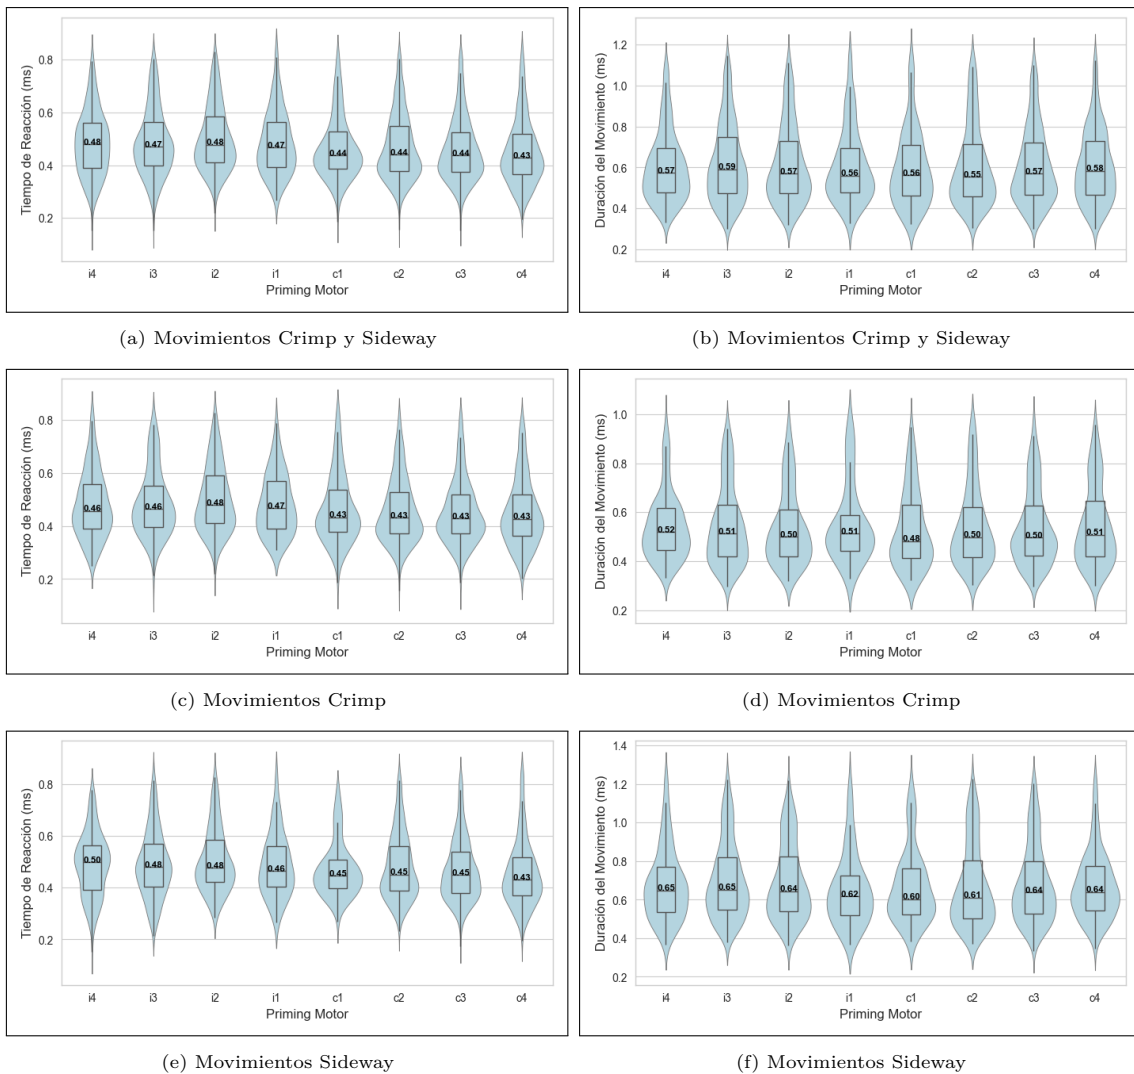 Tiempo de Reacción (ms)
0.8
0.6
0.4
0.2
0.48 0.47 0.48 0.47 0.44 0.44 0.44 0.43
i4 i3 i2 i1 c1 c2 c3 c4
Priming Motor
(a) Movimientos Crimp y Sideway
Duración del Movimiento (ms)
1.2
1.0
0.8
0.6
0.4
0.2
0.57 0.59 0.57 0.56 0.56 0.55 0.57 0.58
i4 i3 i2 i1 c1 c2 c3 c4
Priming Motor
(b) Movimientos Crimp y Sideway
Tiempo de Reacción (ms)
0.8
0.6
0.4
0.2
0.46 0.46 0.48 0.47 0.43 0.43 0.43 0.43
i4 i3 i2 i1 c1 c2 c3 c4
Priming Motor
(c) Movimientos Crimp
Duración del Movimiento (ms)
1.0
0.8
0.6
0.4
0.2
0.52 0.51 0.50 0.51 0.48 0.50 0.50 0.51
i4 i3 i2 i1 c1 c2 c3 c4
Priming Motor
(d) Movimientos Crimp
Tiempo de Reacción (ms)
0.8
0.6
0.4
0.2
0.50 0.48 0.48 0.46 0.45 0.45 0.45 0.43
i4 i3 i2 i1 c1 c2 c3 c4
Priming Motor
(e) Movimientos Sideway
Duración del Movimiento (ms)
1.4
1.2
1.0
0.8
0.6
0.4
0.2
0.65 0.65 0.64 0.62 0.60 0.61 0.64 0.64
i4 i3 i2 i1 c1 c2 c3 c4
Priming Motor
(f) Movimientos Sideway